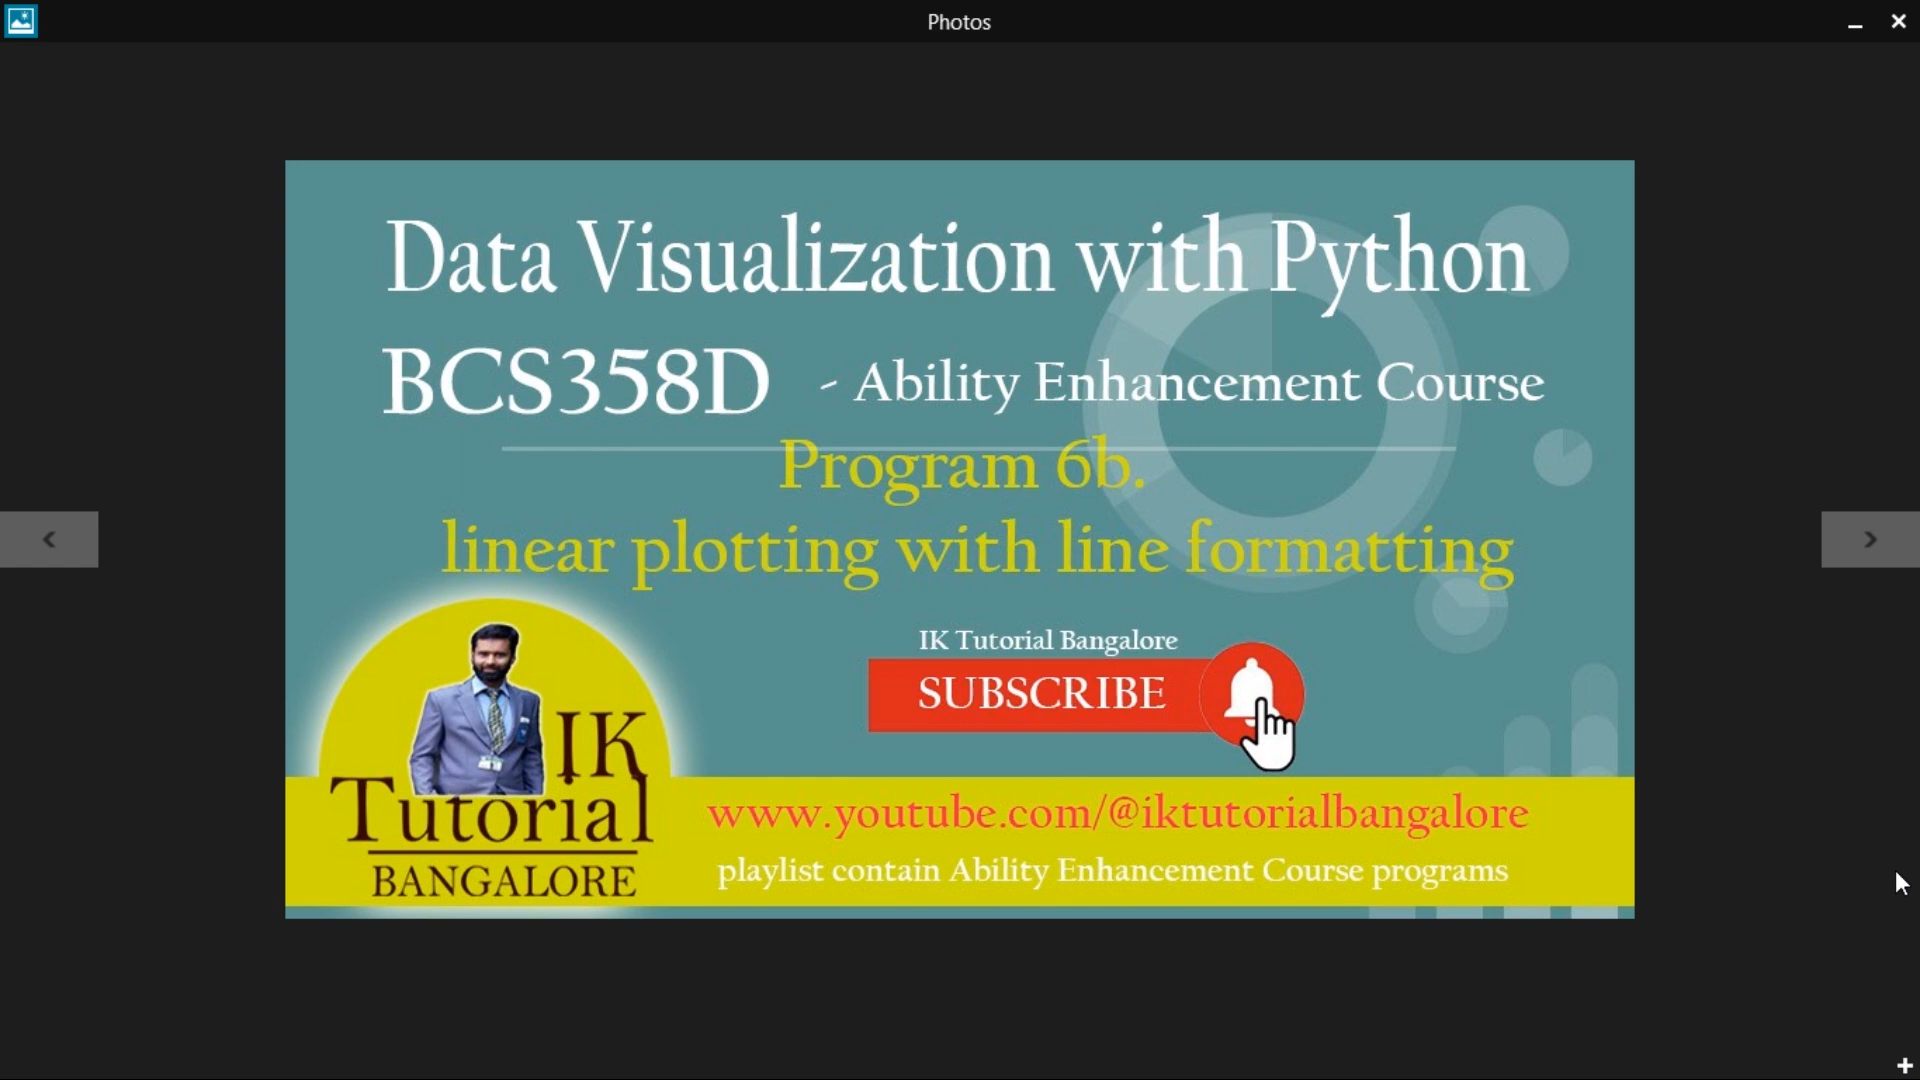 Photos
Data Visualization with Python
BCS358D - Ability Enhancement Course
Program 6b.
linear plotting with line formatting
IK Tutorial Bangalore
SUBSCRIBE
IK
Tutorial
BANGALORE
www.youtube.com/@iktutorialbangalore
playlist contain Ability Enhancement Course programs